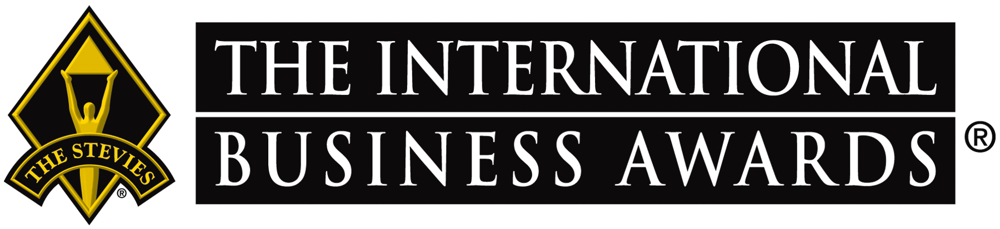 THE STEVIES
®
THE INTERNATIONAL
BUSINESS AWARDS
®